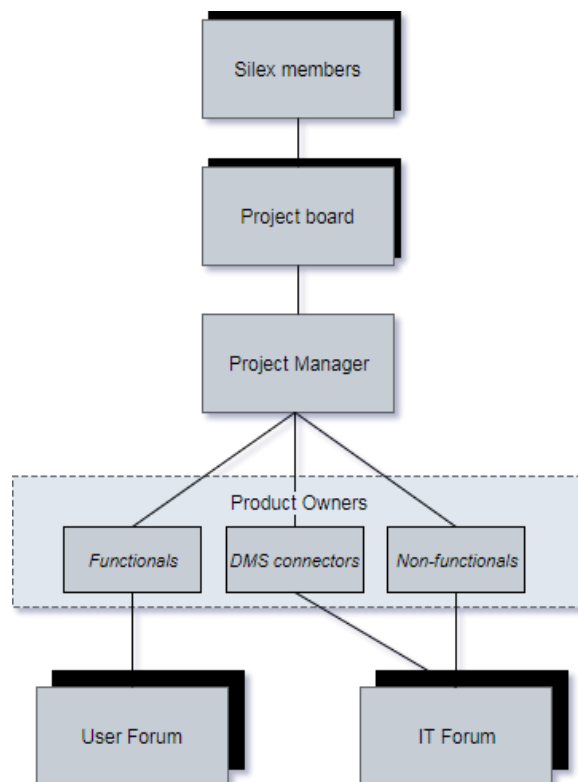 Silex members
Project board
Project Manager
Product Owners
Functionals
DMS connectors
Non-functionals
User Forum
IT Forum